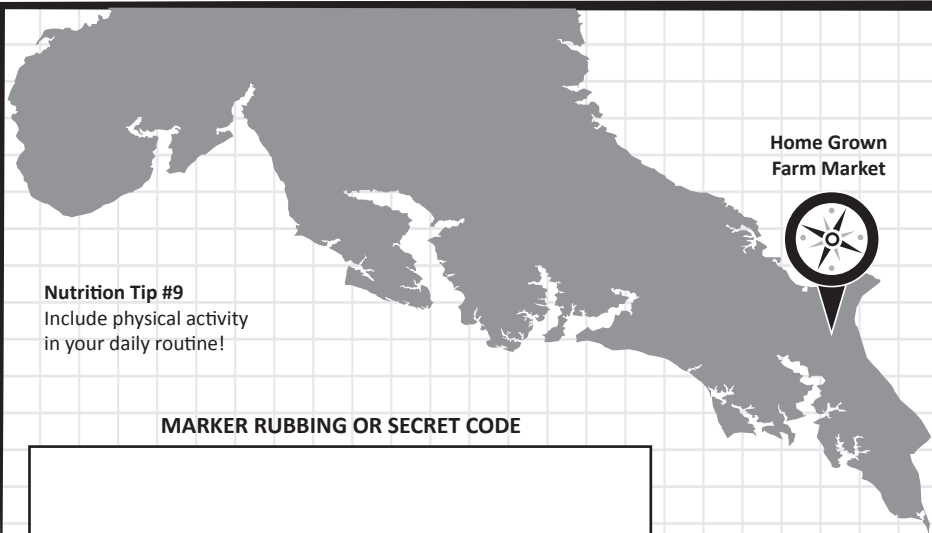 Home Grown
Farm Market
Nutrition Tip #9
Include physical activity
in your daily routine!
MARKER RUBBING OR SECRET CODE